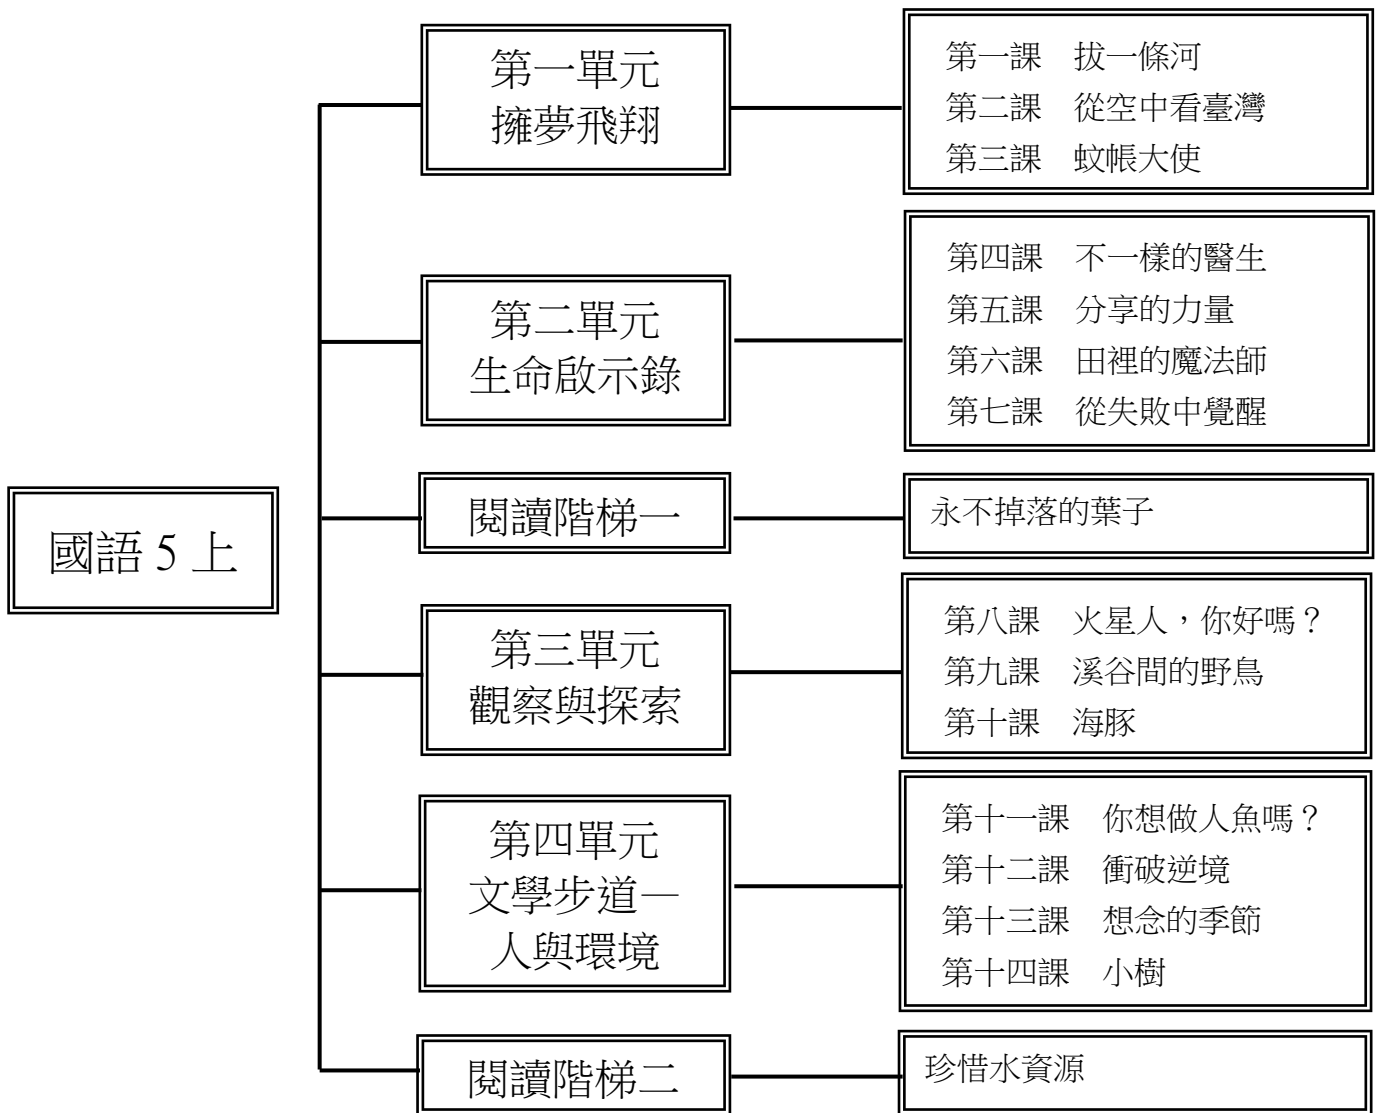 國語 5 上
第一單元
擁夢飛翔
第一課　拔一條河
第二課　從空中看臺灣
第三課　蚊帳大使
第二單元
生命啟示錄
第四課　不一樣的醫生
第五課　分享的力量
第六課　田裡的魔法師
第七課　從失敗中覺醒
閱讀階梯一
永不掉落的葉子
第三單元
觀察與探索
第八課　火星人，你好嗎？
第九課　溪谷間的野鳥
第十課　海豚
第四單元
文學步道—
人與環境
第十一課　你想做人魚嗎？
第十二課　衝破逆境
第十三課　想念的季節
第十四課　小樹
閱讀階梯二
珍惜水資源